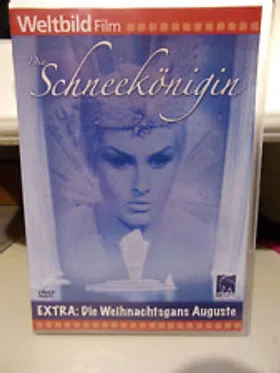 Weltbild Film
Die
Schneekönigin
DVD
EXTRA: Die Weihnachtsgans Auguste